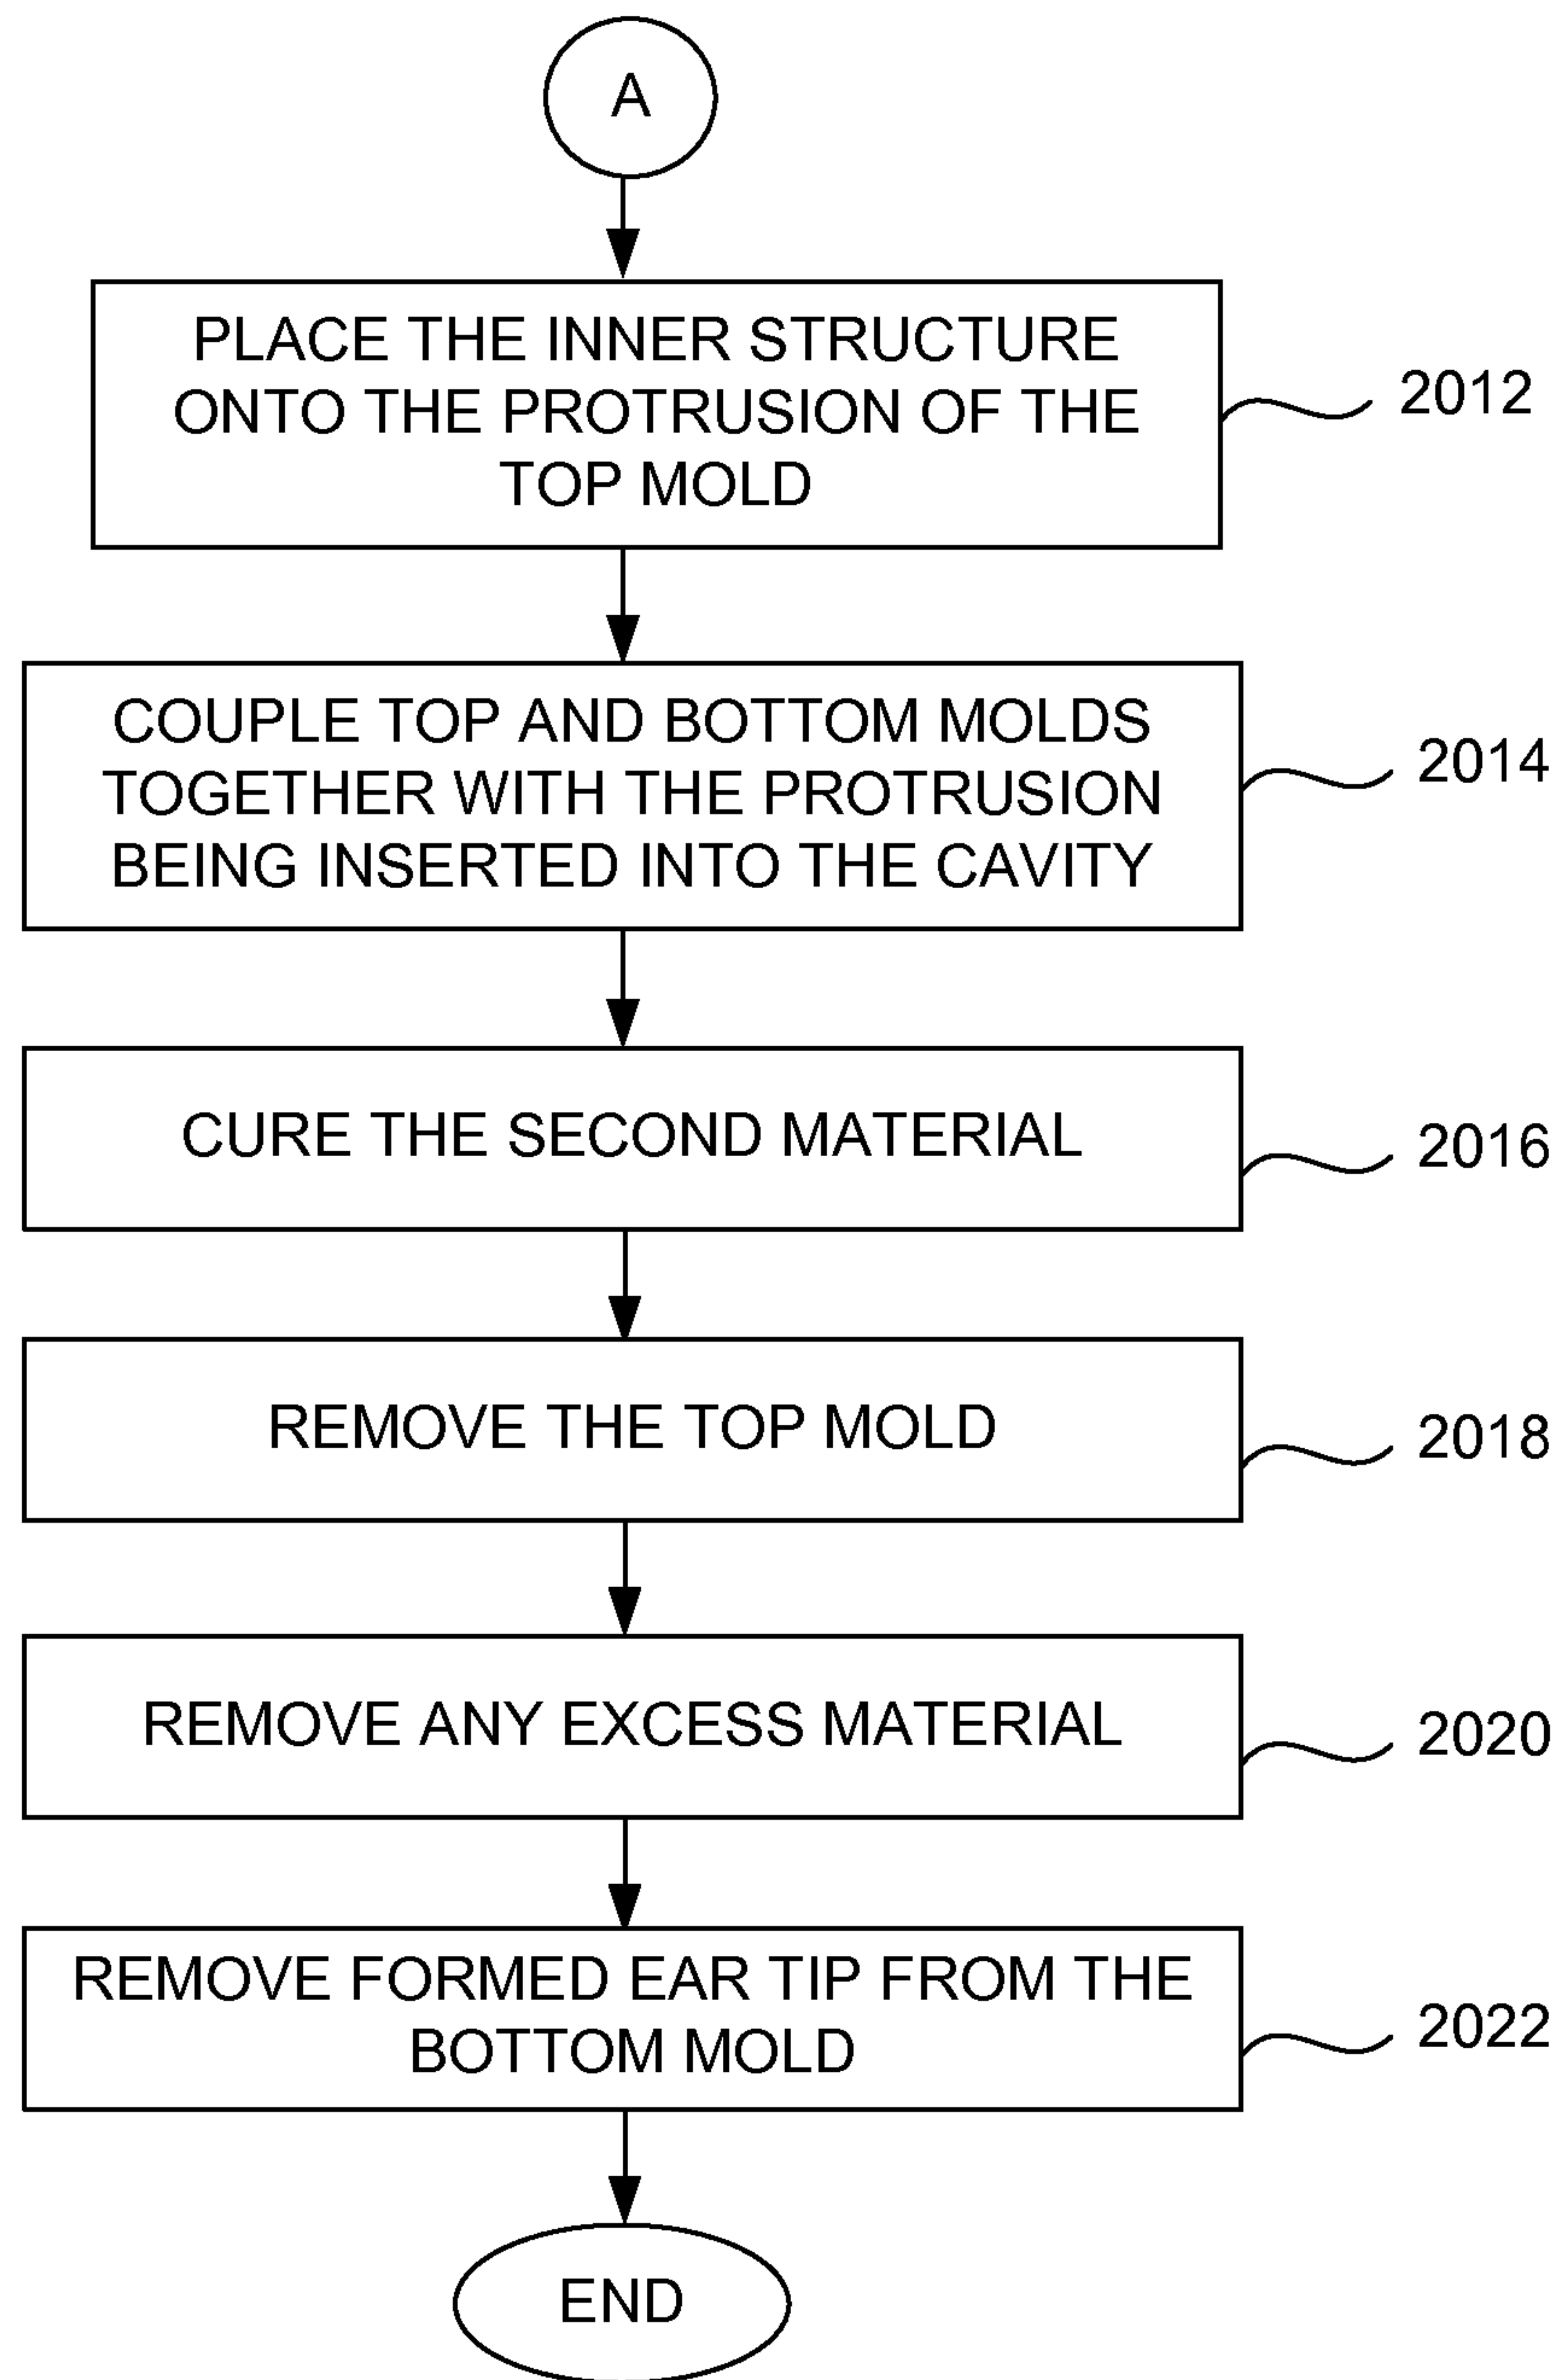 A
PLACE THE INNER STRUCTURE
ONTO THE PROTRUSION OF THE
TOP MOLD
2012
COUPLE TOP AND BOTTOM MOLDS
TOGETHER WITH THE PROTRUSION
BEING INSERTED INTO THE CAVITY
2014
CURE THE SECOND MATERIAL
2016
REMOVE THE TOP MOLD
2018
REMOVE ANY EXCESS MATERIAL
2020
REMOVE FORMED EAR TIP FROM THE
BOTTOM MOLD
2022
END